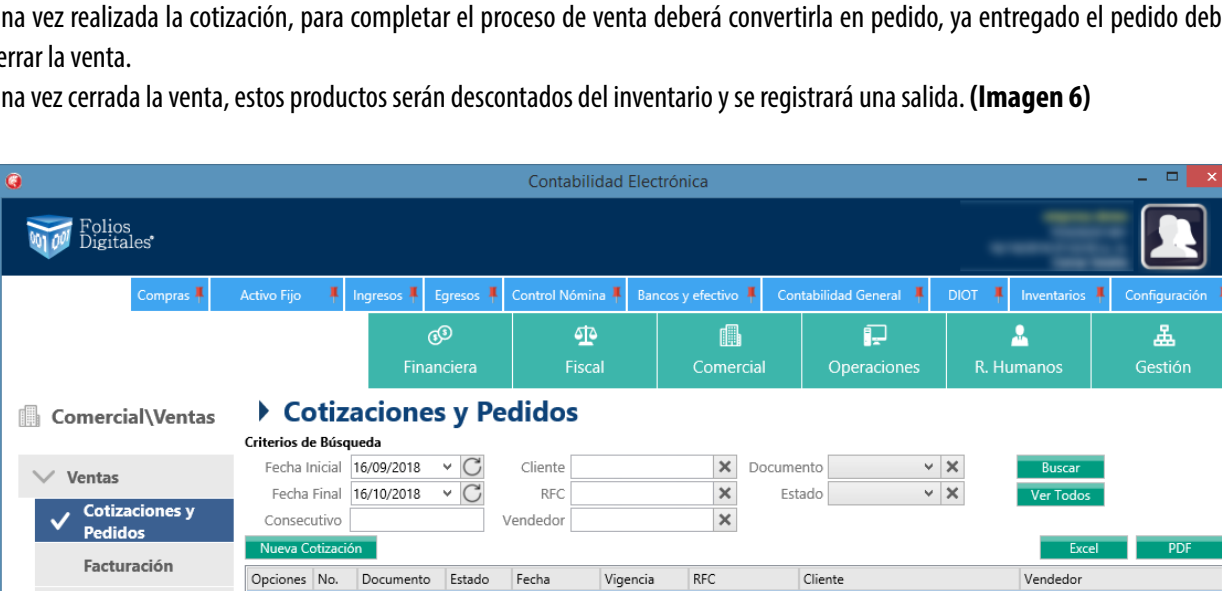 na vez realizada la cotización, para completar el proceso de venta deberá convertirla en pedido, ya entregado el pedido deb
errar la venta.
na vez cerrada la venta, estos productos serán descontados del inventario y se registrará una salida. (Imagen 6)
Contabilidad Electrónica
001 001 Folios
Digitales
Compras Activo Fijo Ingresos Egresos Control Nómina Bancos y efectivo Contabilidad General DIOT Inventarios Configuración
Financiera Fiscal Comercial Operaciones R. Humanos Gestión
Comercial\Ventas Cotizaciones y Pedidos
Criterios de Búsqueda
Fecha Inicial 16/09/2018 Cliente Documento Buscar
Ventas
Fecha Final 16/10/2018 RFC Estado Ver Todos
Cotizaciones y
Pedidos
Consecutivo Vendedor
Nueva Cotización Excel PDF
Facturación
Opciones No. Documento Estado Fecha Vigencia RFC Cliente Vendedor